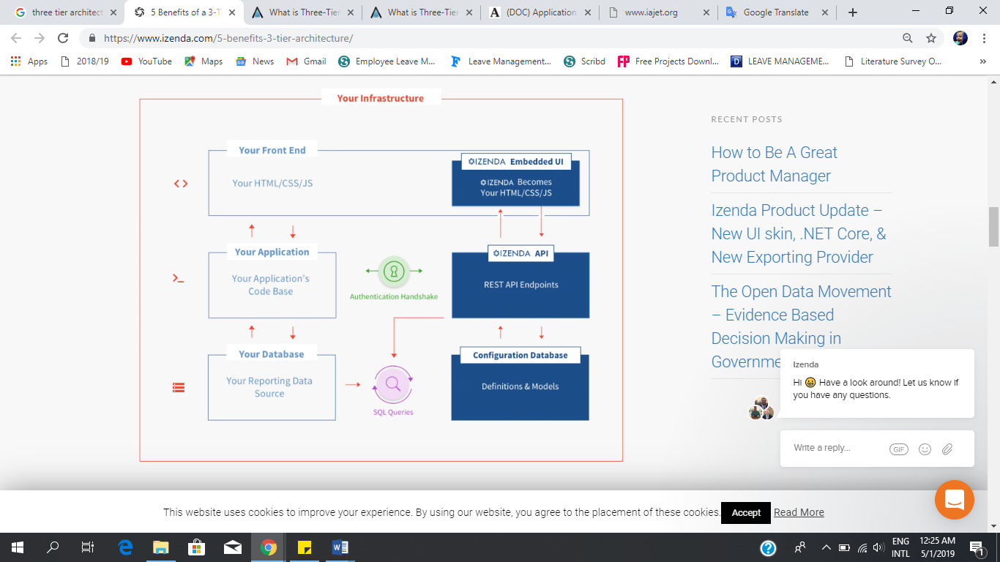 three tier architect
5 Benefits of a 3-Ti
What is Three-Tier
What is Three-Tier
(DOC) Application
www.iajet.org
Google Translate
https://www.izenda.com/5-benefits-3-tier-architecture/
Apps
2018/19
YouTube
Maps
News
Gmail
Employee Leave M...
Leave Management...
Scribd
Free Projects Downl...
LEAVE MANAGEME...
Literature Survey O...
Your Infrastructure
Your Front End
Your HTML/CSS/JS
IZENDA Embedded UI
IZENDA Becomes
Your HTML/CSS/JS
Your Application
Your Application's
Code Base
Authentication Handshake
IZENDA API
REST API Endpoints
Your Database
Your Reporting Data
Source
SQL Queries
Configuration Database
Definitions & Models
RECENT POSTS
How to Be A Great
Product Manager
Izenda Product Update –
New UI skin, .NET Core, &
New Exporting Provider
The Open Data Movement
– Evidence Based
Decision Making in
Governme
Izenda
Hi 😀 Have a look around! Let us know if
you have any questions.
Write a reply...
GIF
This website uses cookies to improve your experience. By using our website, you agree to the placement of these cookies.
Accept
Read More
ENG
INTL
12:25 AM
5/1/2019
1